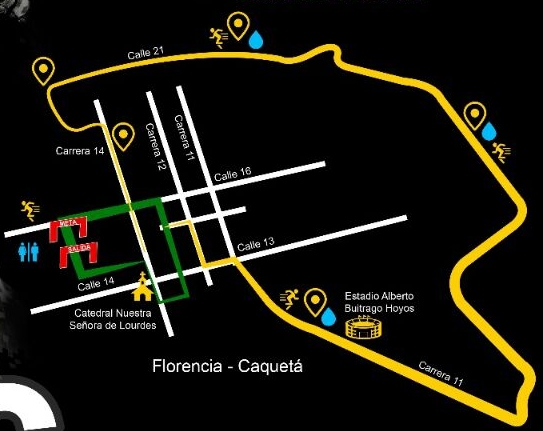 Calle 21
Carrera 14
Carrera 12
Carrera 11
Calle 16
META
SALIDA
Calle 13
Calle 14
Catedral Nuestra
Señora de Lourdes
Estadio Alberto
Buitrago Hoyos
Florencia - Caquetá
Carrera 11